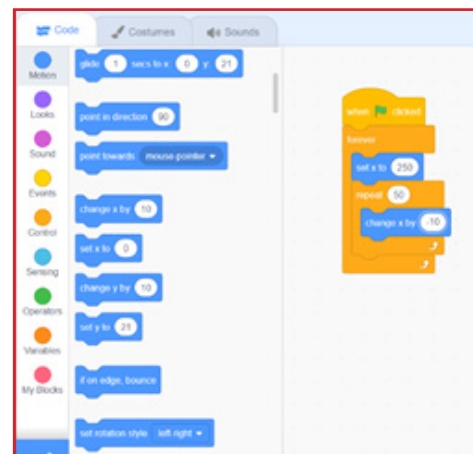 Code Costumes Sounds
Motion
Looks
Sound
Events
Control
Sensing
Operators
Variables
My Blocks
glide 1 secs to x: 0 y: 21
point in direction 90
point towards mouse-pointer
change x by 10
set x to 0
change y by 10
set y to 21
if on edge, bounce
set rotation style left-right
when clicked
forever
set x to 250
repeat 50
change x by -10